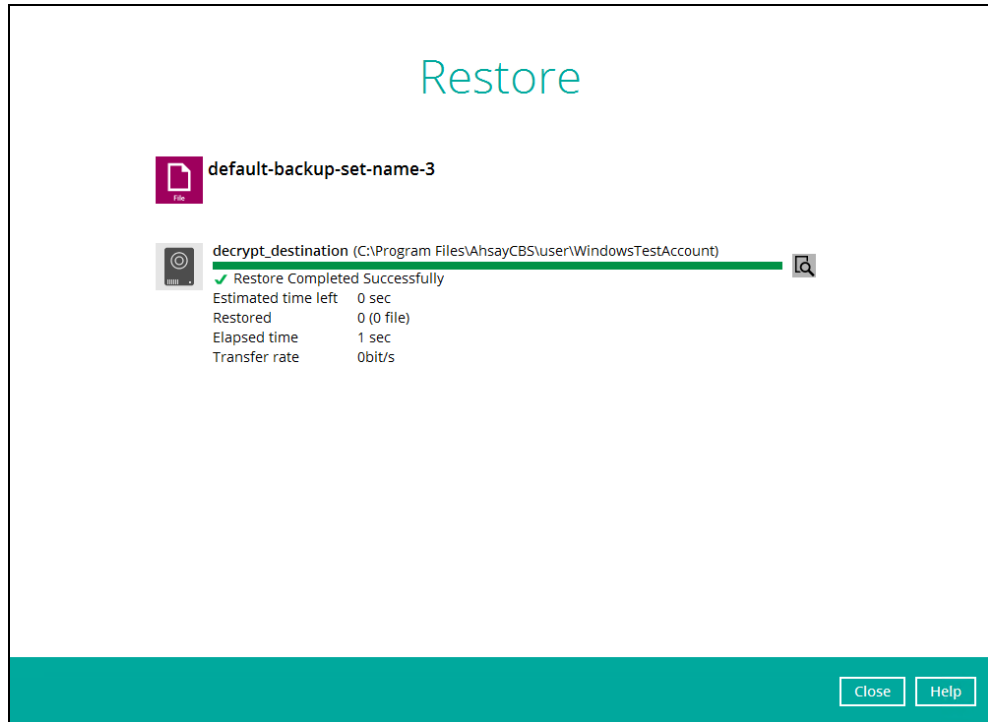 Restore
default-backup-set-name-3
File
decrypt_destination (C:\Program Files\AhsayCBS\user\WindowsTestAccount)
Restore Completed Successfully
Estimated time left 0 sec
Restored 0 (0 file)
Elapsed time 1 sec
Transfer rate 0bit/s
Close Help